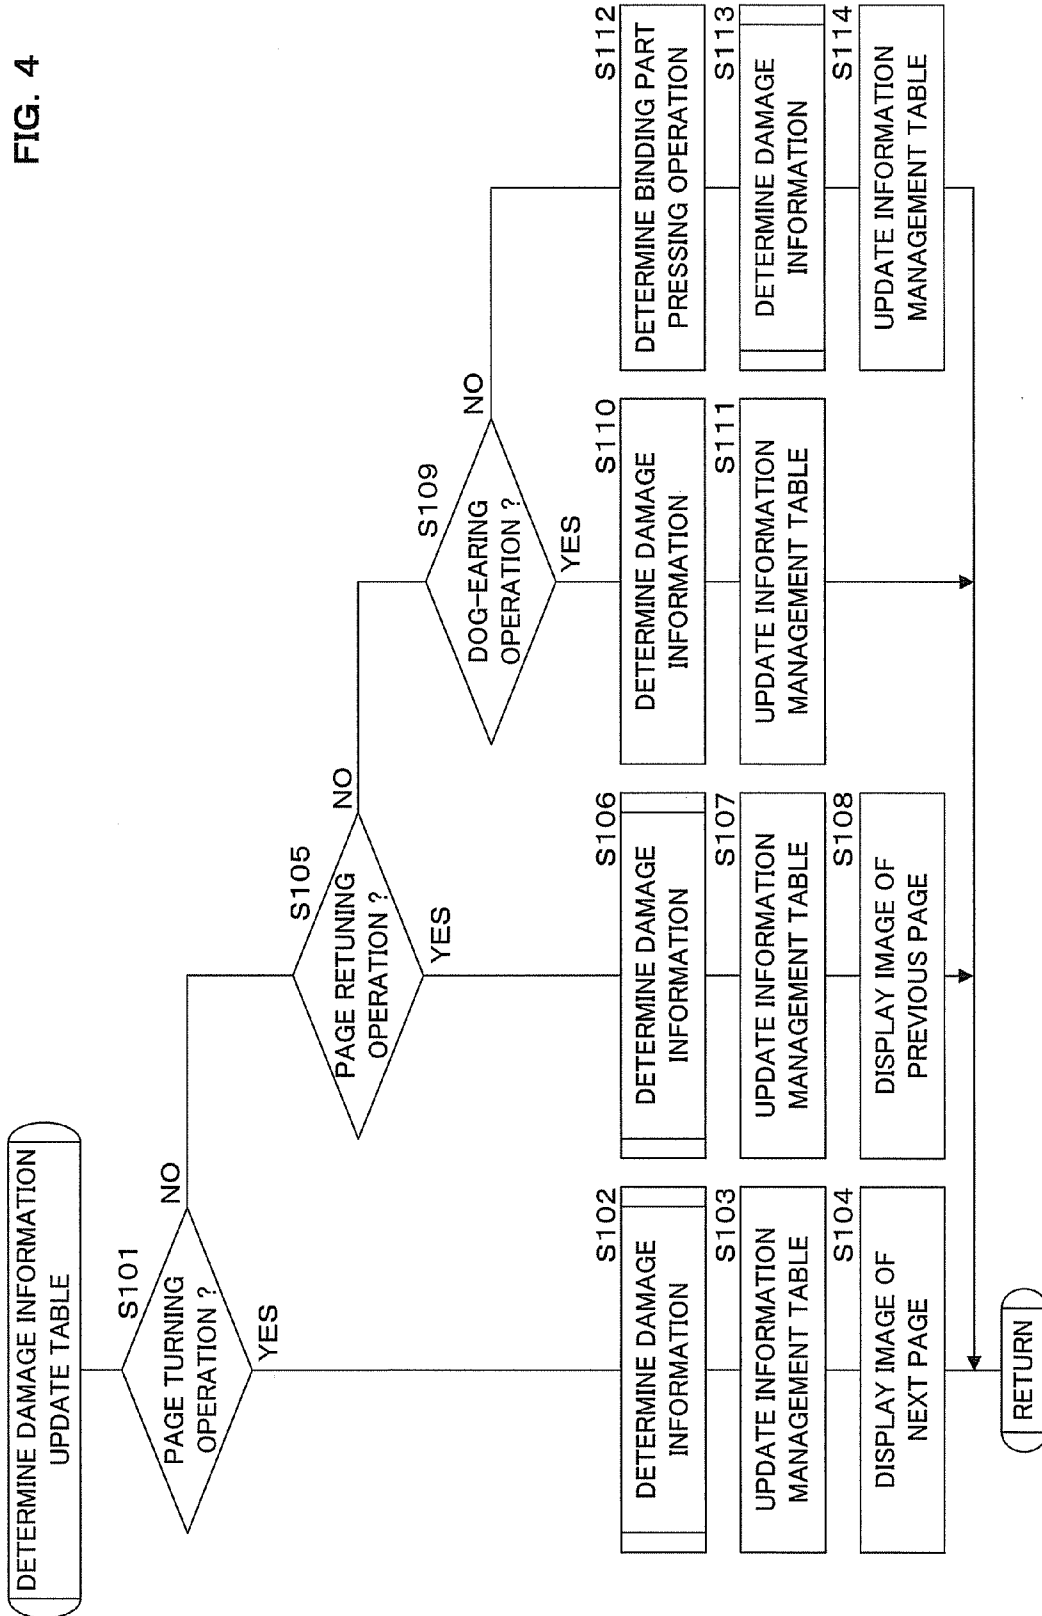 FIG. 4
DETERMINE DAMAGE INFORMATION
UPDATE TABLE
S101
PAGE TURNING
OPERATION ?
NO
YES
S102
DETERMINE DAMAGE
INFORMATION
S103
UPDATE INFORMATION
MANAGEMENT TABLE
S104
DISPLAY IMAGE OF
NEXT PAGE
S105
PAGE RETUNING
OPERATION ?
NO
YES
S106
DETERMINE DAMAGE
INFORMATION
S107
UPDATE INFORMATION
MANAGEMENT TABLE
S108
DISPLAY IMAGE OF
PREVIOUS PAGE
S109
DOG-EARING
OPERATION ?
NO
YES
S110
DETERMINE DAMAGE
INFORMATION
S111
UPDATE INFORMATION
MANAGEMENT TABLE
S112
DETERMINE BINDING PART
PRESSING OPERATION
S113
DETERMINE DAMAGE
INFORMATION
S114
UPDATE INFORMATION
MANAGEMENT TABLE
RETURN